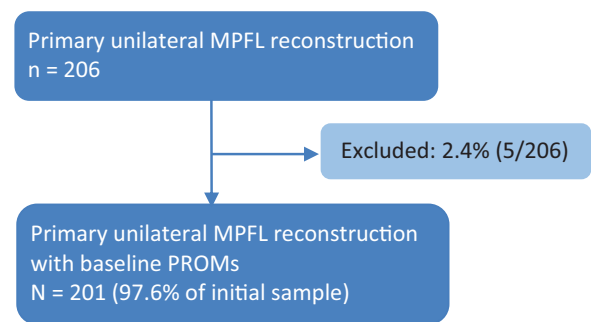 Primary unilateral MPFL reconstruction
n = 206
Excluded: 2.4% (5/206)
Primary unilateral MPFL reconstruction
with baseline PROMs
N = 201 (97.6% of initial sample)